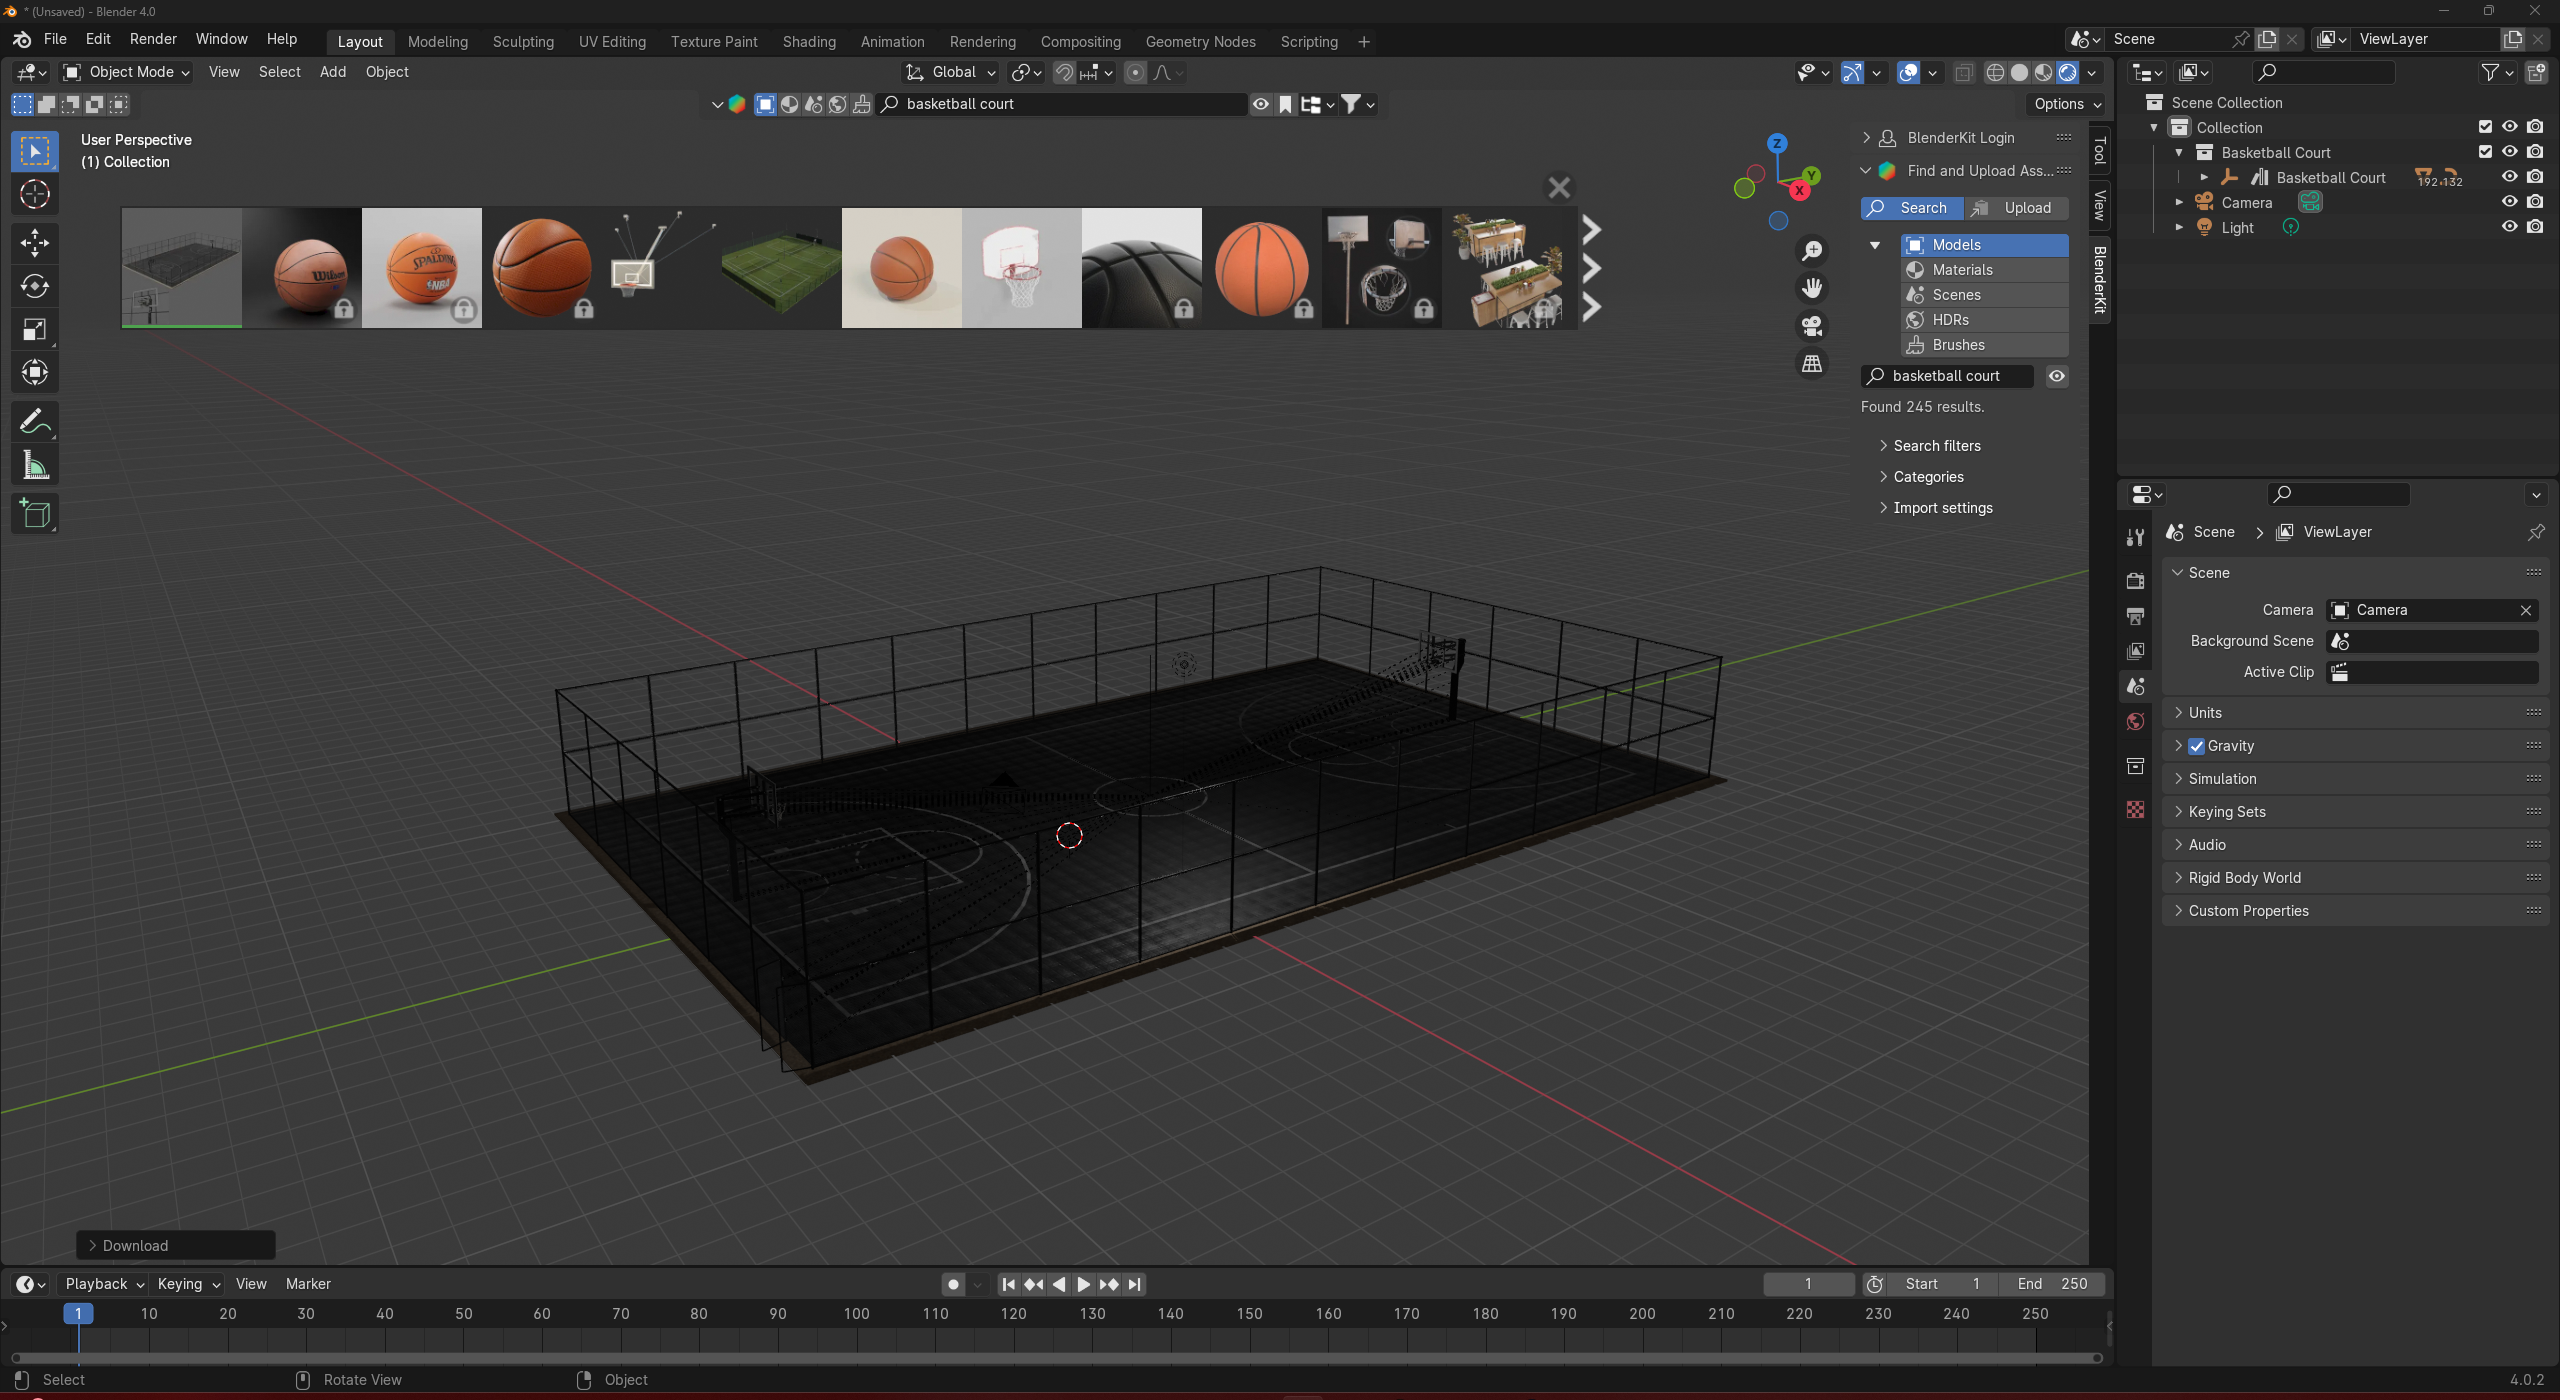 * (Unsaved) - Blender 4.0
File Edit Render Window Help Layout Modeling Sculpting UV Editing Texture Paint Shading Animation Rendering Compositing Geometry Nodes Scripting + Scene ViewLayer
Object Mode View Select Add Object Global
basketball court Options
User Perspective
(1) Collection
Z
Y
X
Wilson
SPALDING
NBA
BlenderKit Login
Find and Upload Ass...
Search Upload
Models
Materials
Scenes
HDRs
Brushes
basketball court
Found 245 results.
Search filters
Categories
Import settings
Tool
View
BlenderKit
Scene Collection
Collection
Basketball Court
Basketball Court 192 132
Camera
Light
Scene > ViewLayer
Scene
Camera Camera
Background Scene
Active Clip
Units
Gravity
Simulation
Keying Sets
Audio
Rigid Body World
Custom Properties
Download
Playback Keying View Marker 1 Start 1 End 250
1 10 20 30 40 50 60 70 80 90 100 110 120 130 140 150 160 170 180 190 200 210 220 230 240 250
Select Rotate View Object 4.0.2